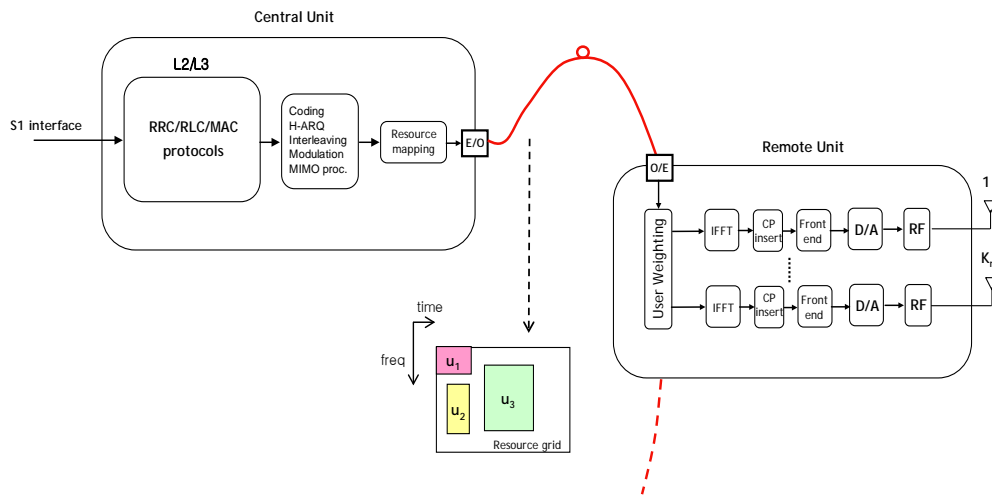 Central Unit
L2/L3
S1 interface
RRC/RLC/MAC
protocols
Coding
H-ARQ
Interleaving
Modulation
MIMO proc.
Resource
mapping
E/O
Remote Unit
O/E
User Weighting
IFFT
CP
insert
Front
end
D/A
RF
1
IFFT
CP
insert
Front
end
D/A
RF
time
freq
u1
u2
u3
Resource grid